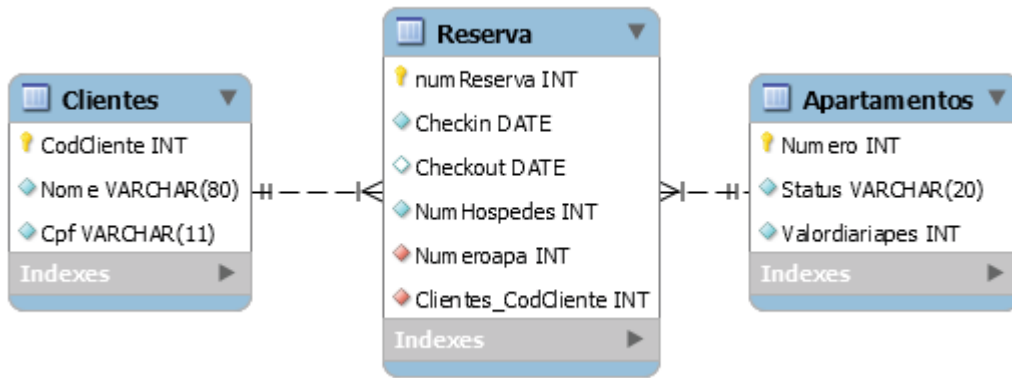 Clientes
CodCliente INT
Nome VARCHAR(80)
Cpf VARCHAR(11)
Indexes
Reserva
numReserva INT
Checkin DATE
Checkout DATE
NumHospedes INT
Numeroapa INT
Clientes_CodCliente INT
Indexes
Apartamentos
Numero INT
Status VARCHAR(20)
Valordiariapes INT
Indexes